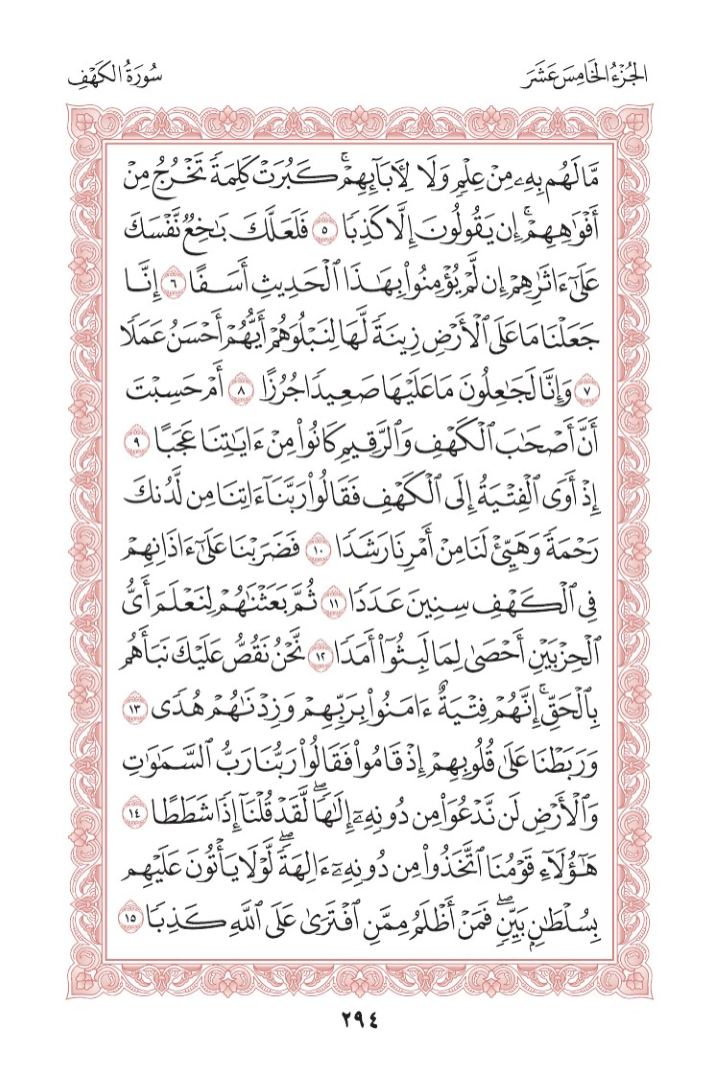 الجُزْءُ الخَامِسَ عَشَرَ
سُورَةُ الكَهْفِ
مَّا لَهُم بِهِۦ مِنْ عِلْمٍ وَلَا لِأٓبَآئِهِمْۚ كَبُرَتْ كَلِمَةً تَخْرُجُ مِنْ
أَفْوَٰهِهِمْۚ إِن يَقُولُونَ إِلَّا كَذِبًا ٥ فَلَعَلَّكَ بَٰخِعٌ نَّفْسَكَ
عَلَىٰٓ ءَاثَٰرِهِمْ إِن لَّمْ يُؤْمِنُوا۟ بِهَٰذَا ٱلْحَدِيثِ أَسَفًا ٦ إِنَّا
جَعَلْنَا مَا عَلَى ٱلْأَرْضِ زِينَةً لَّهَا لِنَبْلُوَهُمْ أَيُّهُمْ أَحْسَنُ عَمَلًا
٧ وَإِنَّا لَجَٰعِلُونَ مَا عَلَيْهَا صَعِيدًا جُرُزًا ٨ أَمْ حَسِبْتَ
أَنَّ أَصْحَٰبَ ٱلْكَهْفِ وَٱلرَّقِيمِ كَانُوا۟ مِنْ ءَايَٰتِنَا عَجَبًا ٩
إِذْ أَوَى ٱلْفِتْيَةُ إِلَى ٱلْكَهْفِ فَقَالُوا۟ رَبَّنَآ ءَاتِنَا مِن لَّدُنكَ
رَحْمَةً وَهَيِّئْ لَنَا مِنْ أَمْرِنَا رَشَدًا ١٠ فَضَرَبْنَا عَلَىٰٓ ءَاذَانِهِمْ
فِى ٱلْكَهْفِ سِنِينَ عَدَدًا ١١ ثُمَّ بَعَثْنَٰهُمْ لِنَعْلَمَ أَىُّ
ٱلْحِزْبَيْنِ أَحْصَىٰ لِمَا لَبِثُوٓا۟ أَمَدًا ١٢ نَّحْنُ نَقُصُّ عَلَيْكَ نَبَأَهُم
بِٱلْحَقِّۚ إِنَّهُمْ فِتْيَةٌ ءَامَنُوا۟ بِرَبِّهِمْ وَزِدْنَٰهُمْ هُدًى ١٣
وَرَبَطْنَا عَلَىٰ قُلُوبِهِمْ إِذْ قَامُوا۟ فَقَالُوا۟ رَبُّنَا رَبُّ ٱلسَّمَٰوَٰتِ
وَٱلْأَرْضِ لَن نَّدْعُوَا۟ مِن دُونِهِۦٓ إِلَٰهًاۖ لَّقَدْ قُلْنَآ إِذًا شَطَطًا ١٤
هَٰٓؤُلَآءِ قَوْمُنَا ٱتَّخَذُوا۟ مِن دُونِهِۦٓ ءَالِهَةًۖ لَّوْلَا يَأْتُونَ عَلَيْهِم
بِسُلْطَٰنٍۭ بَيِّنٍۖ فَمَنْ أَظْلَمُ مِمَّنِ ٱفْتَرَىٰ عَلَى ٱللَّهِ كَذِبًا ١٥
٢٩٤